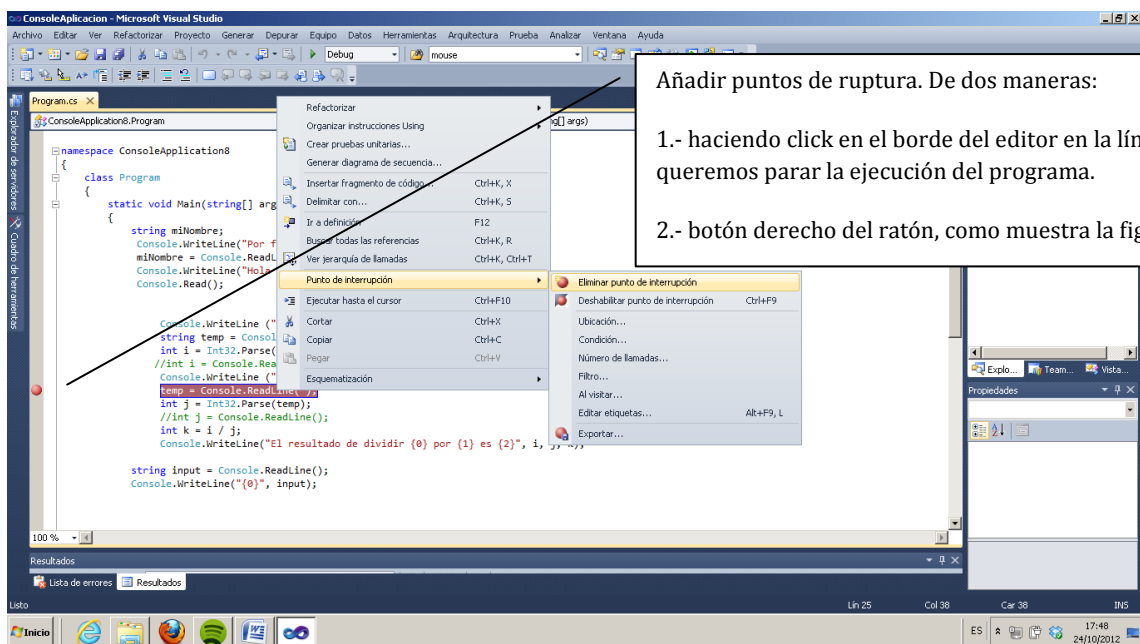 ConsoleAplicacion - Microsoft Visual Studio
Archivo Editar Ver Refactorizar Proyecto Generar Depurar Equipo Datos Herramientas Arquitectura Prueba Analizar Ventana Ayuda
Debug mouse
Añadir puntos de ruptura. De dos maneras:
1.- haciendo click en el borde del editor en la lín
queremos parar la ejecución del programa.
2.- botón derecho del ratón, como muestra la fig
Explorador de servidores
Cuadro de herramientas
Program.cs
ConsoleApplication8.Program
ng[] args)
namespace ConsoleApplication8
{
class Program
{
static void Main(string[] arg
{
string miNombre;
Console.WriteLine("Por f
miNombre = Console.ReadL
Console.WriteLine("Hola
Console.Read();
Console.WriteLine ("
string temp = Consol
int i = Int32.Parse(
//int i = Console.Rea
Console.WriteLine ("
temp = Console.ReadLine( );
int j = Int32.Parse(temp);
//int j = Console.ReadLine();
int k = i / j;
Console.WriteLine("El resultado de dividir {0} por {1} es {2}", i, j, k);
string input = Console.ReadLine();
Console.WriteLine("{0}", input);
Refactorizar
Organizar instrucciones Using
Crear pruebas unitarias...
Generar diagrama de secuencia...
Insertar fragmento de código... Ctrl+K, X
Delimitar con... Ctrl+K, S
Ir a definición F12
Buscar todas las referencias Ctrl+K, R
Ver jerarquía de llamadas Ctrl+K, Ctrl+T
Punto de interrupción
Ejecutar hasta el cursor Ctrl+F10
Cortar Ctrl+X
Copiar Ctrl+C
Pegar Ctrl+V
Esquematización
Eliminar punto de interrupción
Deshabilitar punto de interrupción Ctrl+F9
Ubicación...
Condición...
Número de llamadas...
Filtro...
Al visitar...
Editar etiquetas... Alt+F9, L
Exportar...
Explo... Team... Vista...
Propiedades
100 %
Resultados
Lista de errores Resultados
Listo Lín 25 Col 38 Car 38 INS
Inicio ES 17:48
24/10/2012